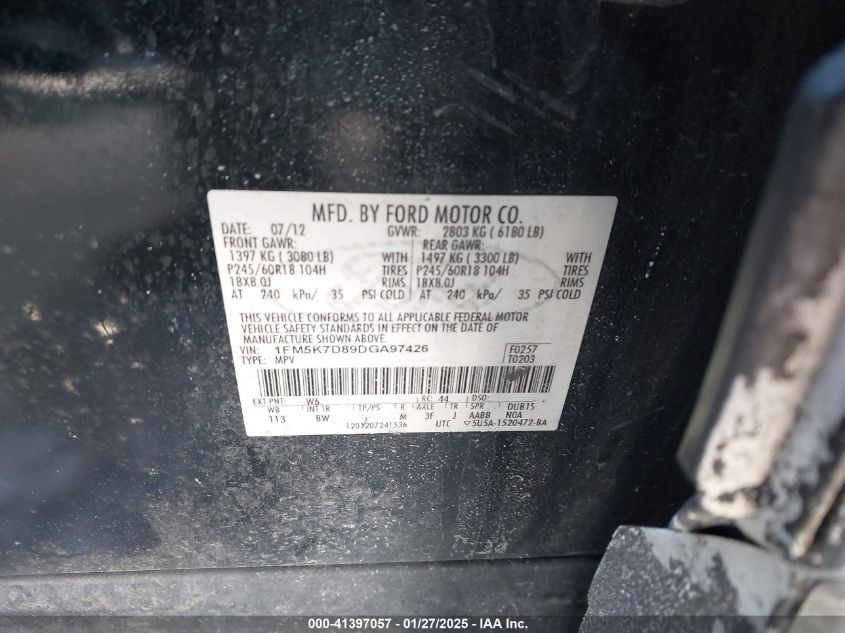 MFD. BY FORD MOTOR CO.
DATE: 07/12 GVWR: 2803 KG ( 6180 LB)
FRONT GAWR: REAR GAWR:
1397 KG ( 3080 LB) WITH 1497 KG ( 3300 LB) WITH
P245/60R18 104H TIRES P245/60R18 104H TIRES
18X8.0J RIMS 18X8.0J RIMS
AT 240 kPa/ 35 PSI COLD AT 240 kPa/ 35 PSI COLD
THIS VEHICLE CONFORMS TO ALL APPLICABLE FEDERAL MOTOR
VEHICLE SAFETY STANDARDS IN EFFECT ON THE DATE OF
MANUFACTURE SHOWN ABOVE.
VIN: 1FM5K7D89DGA97426 F0257
TYPE: MPV T0203
EXT PNT: W6 RC: 44 DSO:
WB INT TR TP/PS R AXLE TR SPR DUBTS
113 BW M 3F J AABB N0A
UTC 5U5A-1520472-BA
000-41397057 - 01/27/2025 - IAA Inc.